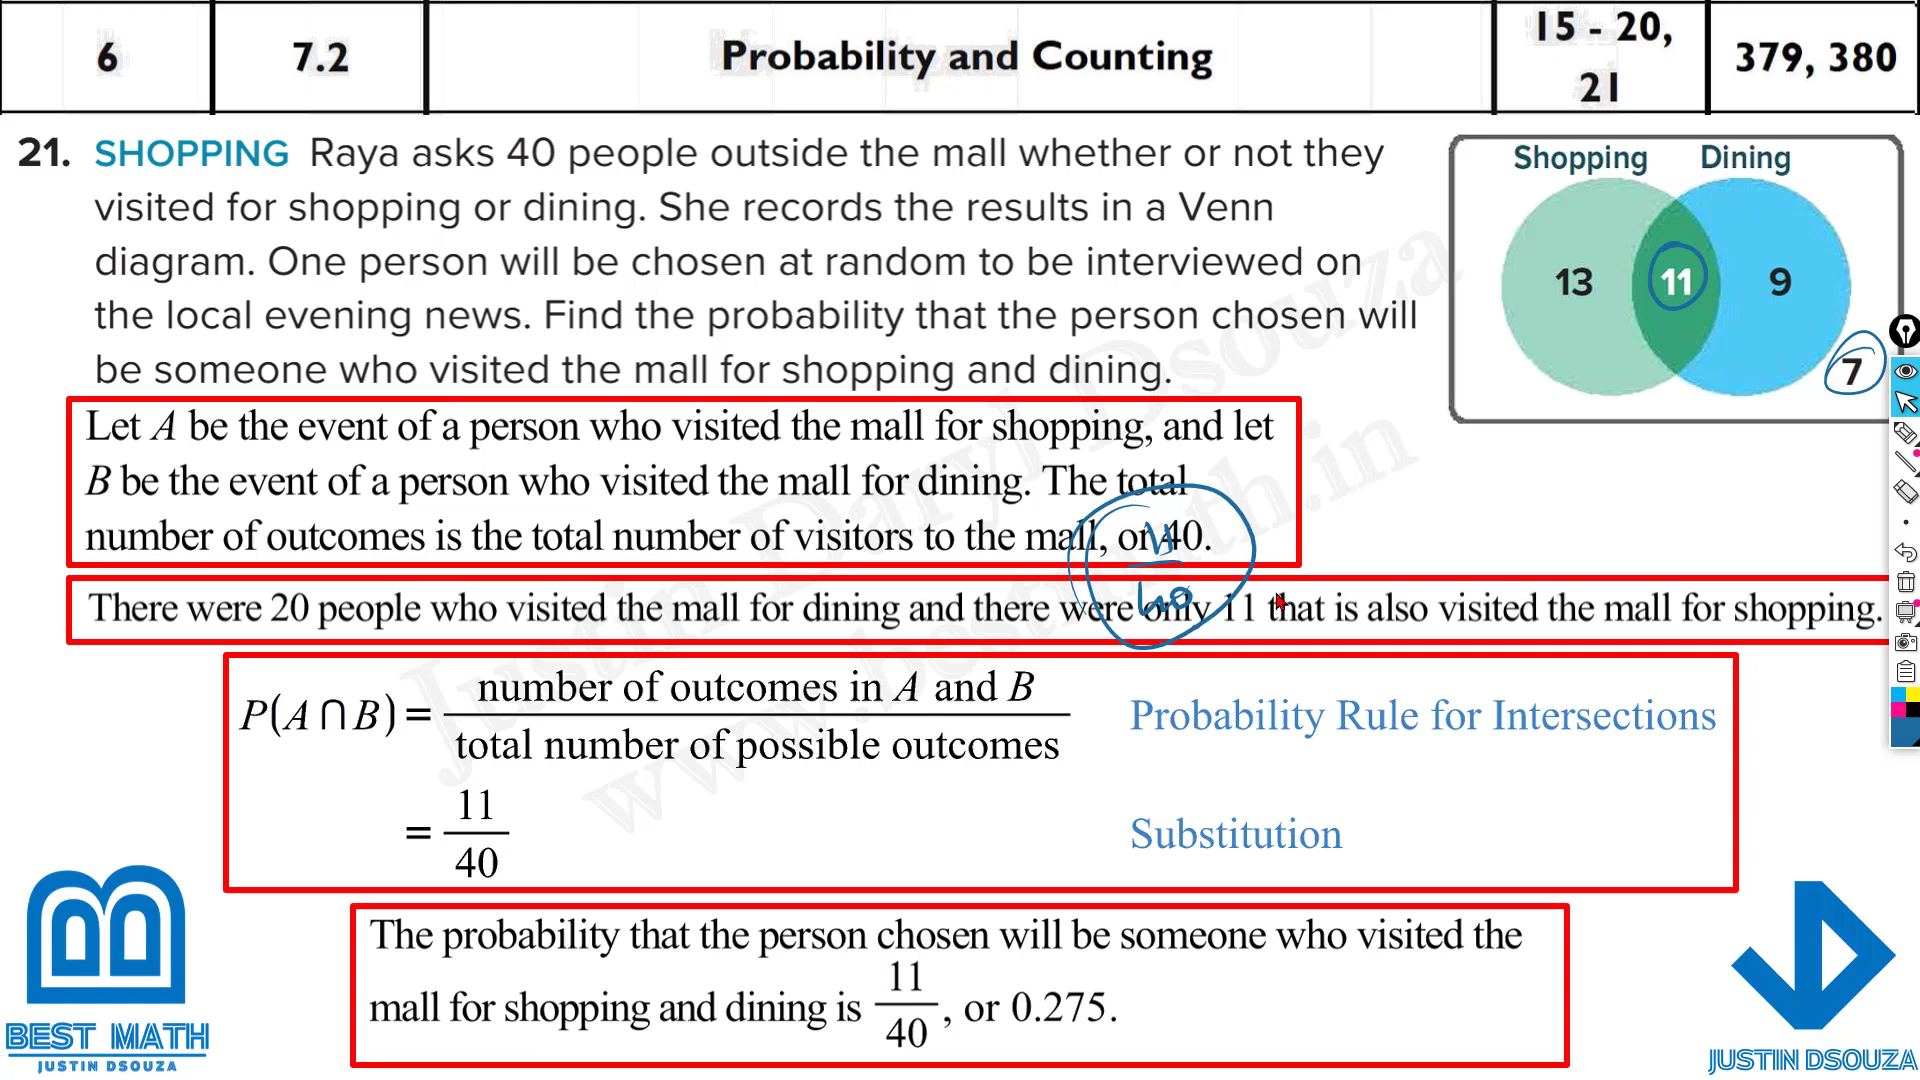 6 7.2 Probability and Counting 15 - 20, 21 379, 380
21. SHOPPING Raya asks 40 people outside the mall whether or not they
visited for shopping or dining. She records the results in a Venn
diagram. One person will be chosen at random to be interviewed on
the local evening news. Find the probability that the person chosen will
be someone who visited the mall for shopping and dining.
Shopping Dining
13 11 9
7
Let A be the event of a person who visited the mall for shopping, and let
B be the event of a person who visited the mall for dining. The total
number of outcomes is the total number of visitors to the mall, or 40.
11
40
There were 20 people who visited the mall for dining and there were only 11 that is also visited the mall for shopping.
P(A ∩ B) = number of outcomes in A and B / total number of possible outcomes Probability Rule for Intersections
= 11/40 Substitution
The probability that the person chosen will be someone who visited the
mall for shopping and dining is 11/40, or 0.275.
BEST MATH
JUSTIN DSOUZA
JUSTIN DSOUZA
Justin Daryl Dsouza
www.bestmath.in